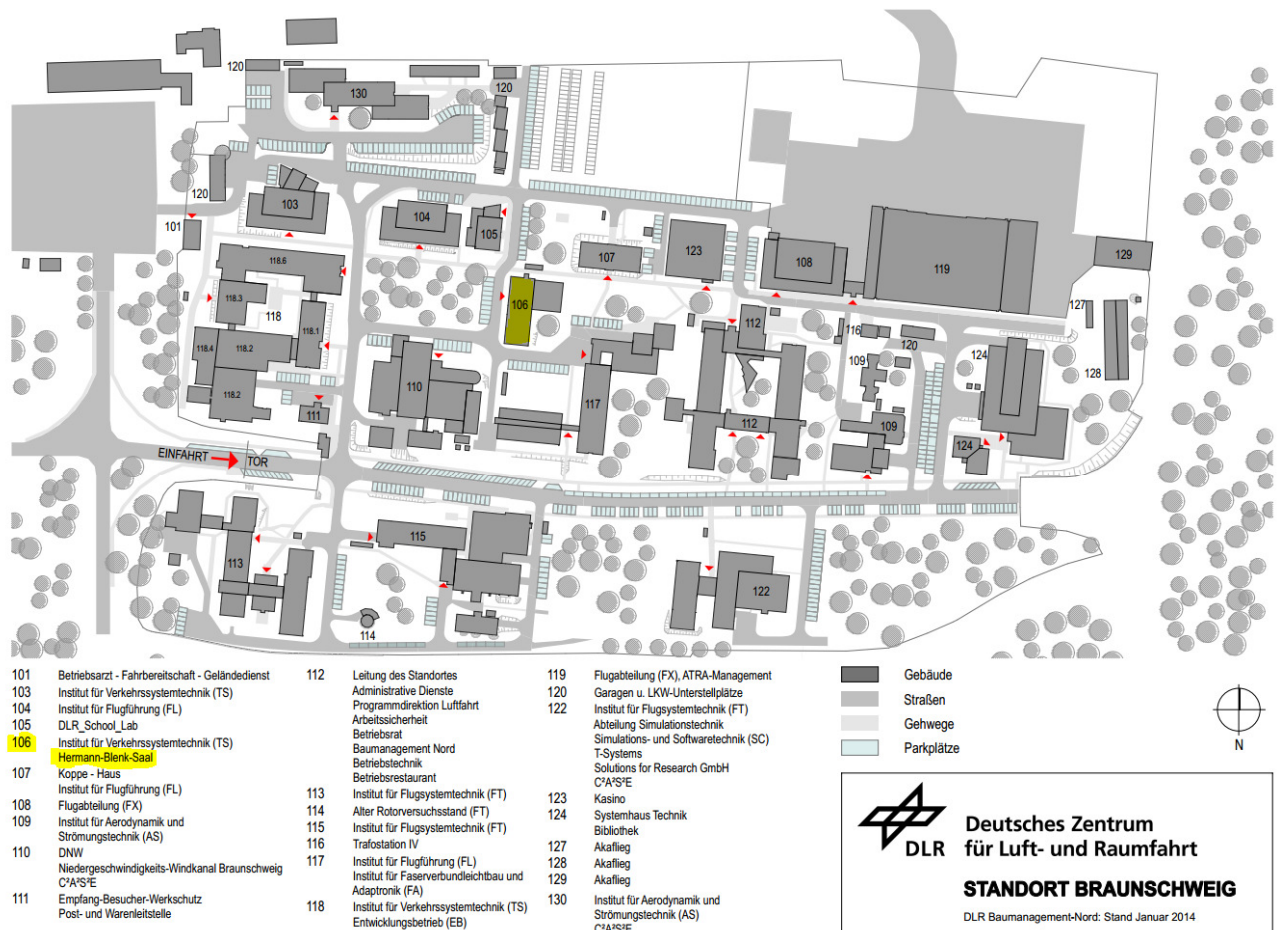 120
130
120
120
103
104
105
101
118.6
107
123
108
119
129
118.3
118
118.1
106
127
118.4
118.2
112
116
120
124
128
118.2
110
109
111
117
112
109
124
EINFAHRT
TOR
115
113
122
114
101 Betriebsarzt - Fahrbereitschaft - Geländedienst
103 Institut für Verkehrssystemtechnik (TS)
104 Institut für Flugführung (FL)
105 DLR_School_Lab
106 Institut für Verkehrssystemtechnik (TS)
Hermann-Blenk-Saal
107 Koppe - Haus
Institut für Flugführung (FL)
108 Flugabteilung (FX)
109 Institut für Aerodynamik und
Strömungstechnik (AS)
110 DNW
Niedergeschwindigkeits-Windkanal Braunschweig
C²A²S²E
111 Empfang-Besucher-Werkschutz
Post- und Warenleitstelle
112 Leitung des Standortes
Administrative Dienste
Programmdirektion Luftfahrt
Arbeitssicherheit
Betriebsrat
Baumanagement Nord
Betriebstechnik
Betriebsrestaurant
113 Institut für Flugsystemtechnik (FT)
114 Alter Rotorversuchsstand (FT)
115 Institut für Flugsystemtechnik (FT)
116 Trafostation IV
117 Institut für Flugführung (FL)
Institut für Faserverbundleichtbau und
Adaptronik (FA)
118 Institut für Verkehrssystemtechnik (TS)
Entwicklungsbetrieb (EB)
119 Flugabteilung (FX), ATRA-Management
120 Garagen u. LKW-Unterstellplätze
122 Institut für Flugsystemtechnik (FT)
Abteilung Simulationstechnik
Simulations- und Softwaretechnik (SC)
T-Systems
Solutions for Research GmbH
C²A²S²E
123 Kasino
124 Systemhaus Technik
Bibliothek
127 Akaflieg
128 Akaflieg
129 Akaflieg
130 Institut für Aerodynamik und
Strömungstechnik (AS)
C²A²S²E
Gebäude
Straßen
Gehwege
Parkplätze
N
DLR
Deutsches Zentrum
für Luft- und Raumfahrt
STANDORT BRAUNSCHWEIG
DLR Baumanagement-Nord: Stand Januar 2014